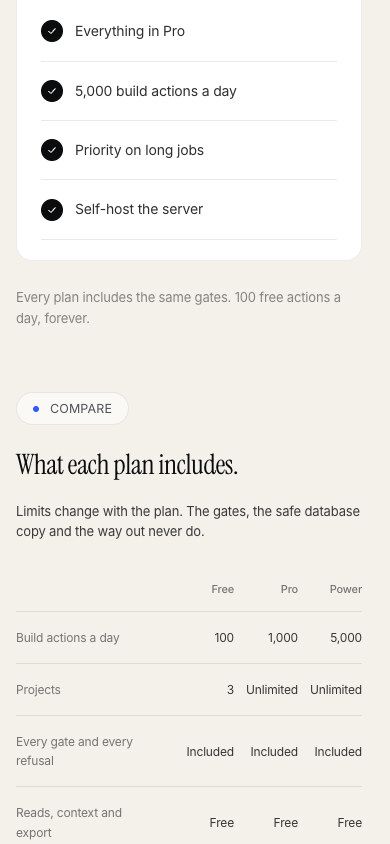 Everything in Pro
5,000 build actions a day
Priority on long jobs
Self-host the server
Every plan includes the same gates. 100 free actions a
day, forever.
COMPARE
What each plan includes.
Limits change with the plan. The gates, the safe database
copy and the way out never do.
Free Pro Power
Build actions a day 100 1,000 5,000
Projects 3 Unlimited Unlimited
Every gate and every
refusal Included Included Included
Reads, context and
export Free Free Free